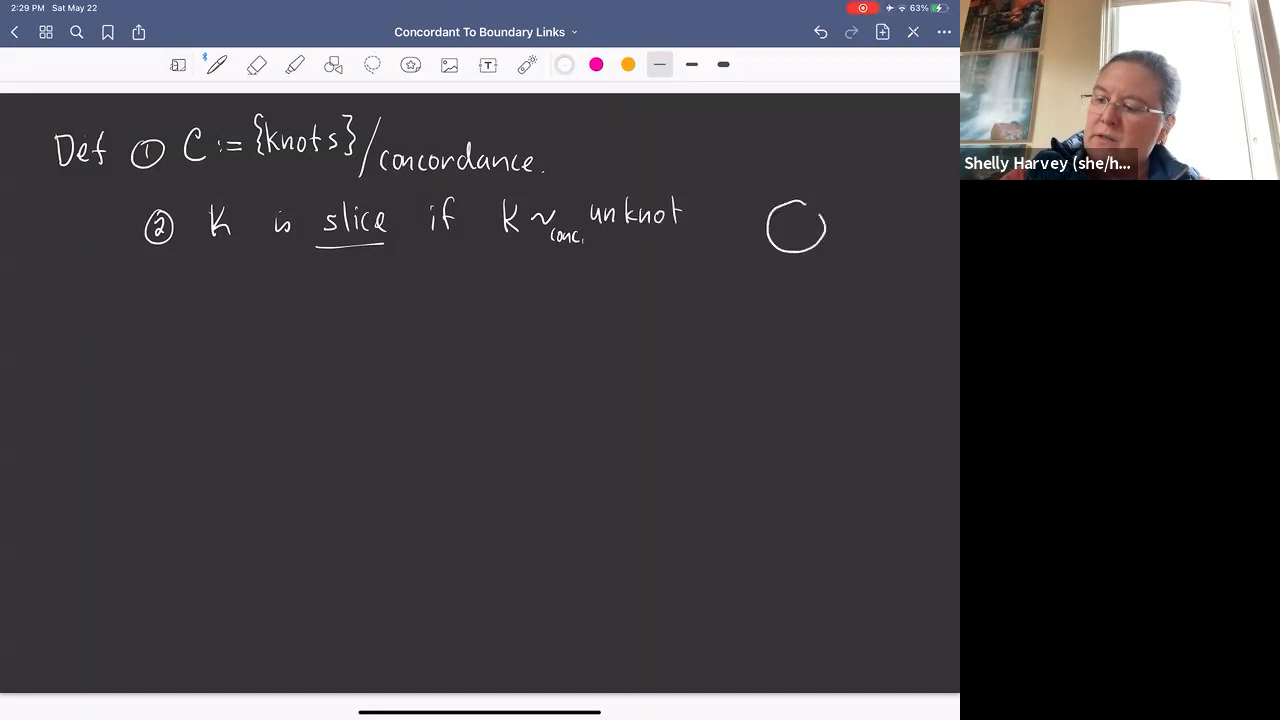 2:29 PM Sat May 22
63%
Concordant To Boundary Links
T
Def ① C := {knots}/concordance.
② K is slice if K ~conc. unknot
Shelly Harvey (she/h...